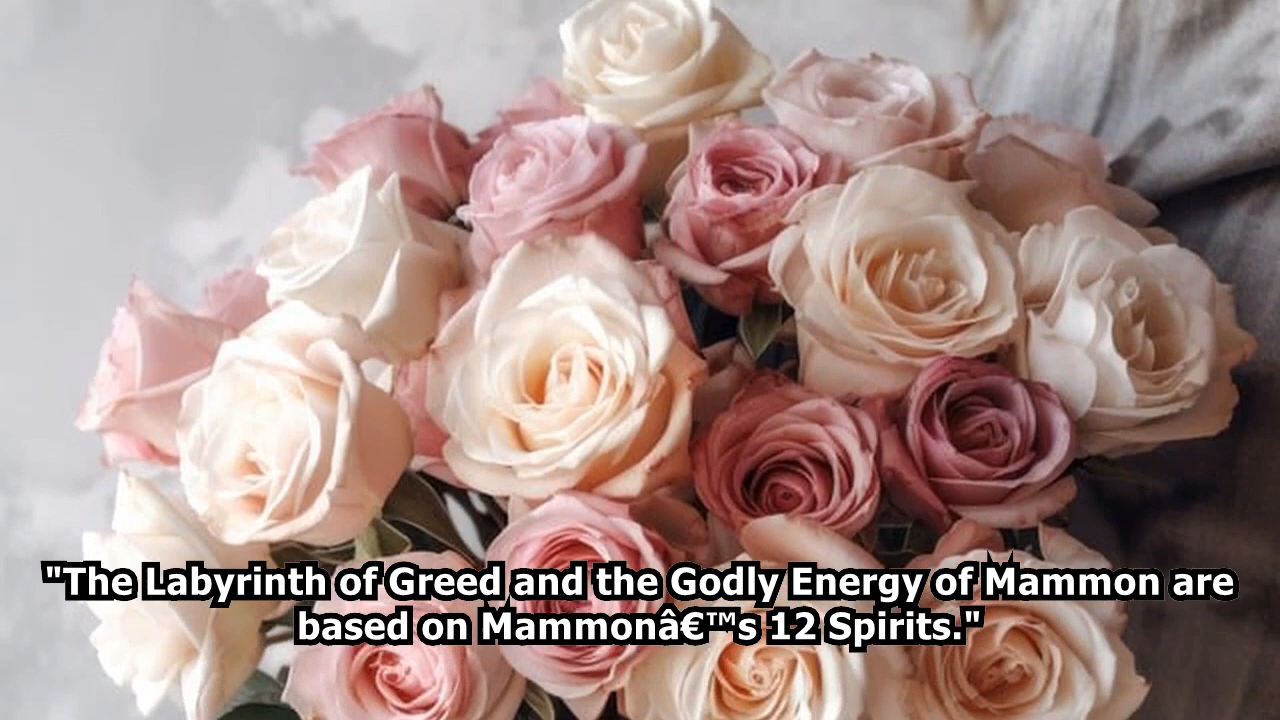 "The Labyrinth of Greed and the Godly Energy of Mammon are
based on Mammonâ€™s 12 Spirits."